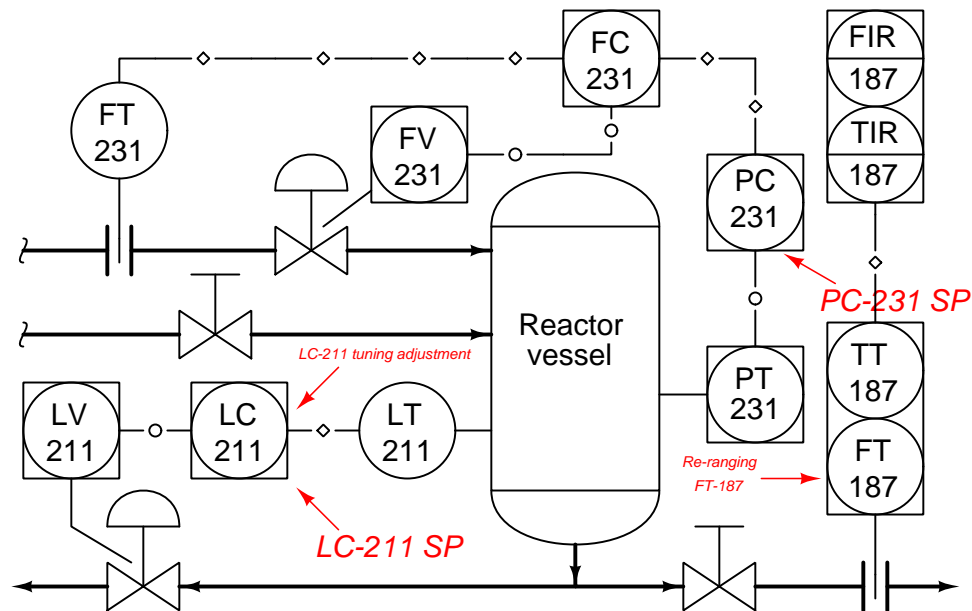 FC
231
FIR
187
TIR
187
FT
231
FV
231
PC
231
PC-231 SP
Reactor
vessel
LC-211 tuning adjustment
TT
187
PT
231
LV
211
LC
211
LT
211
FT
187
Re-ranging
FT-187
LC-211 SP